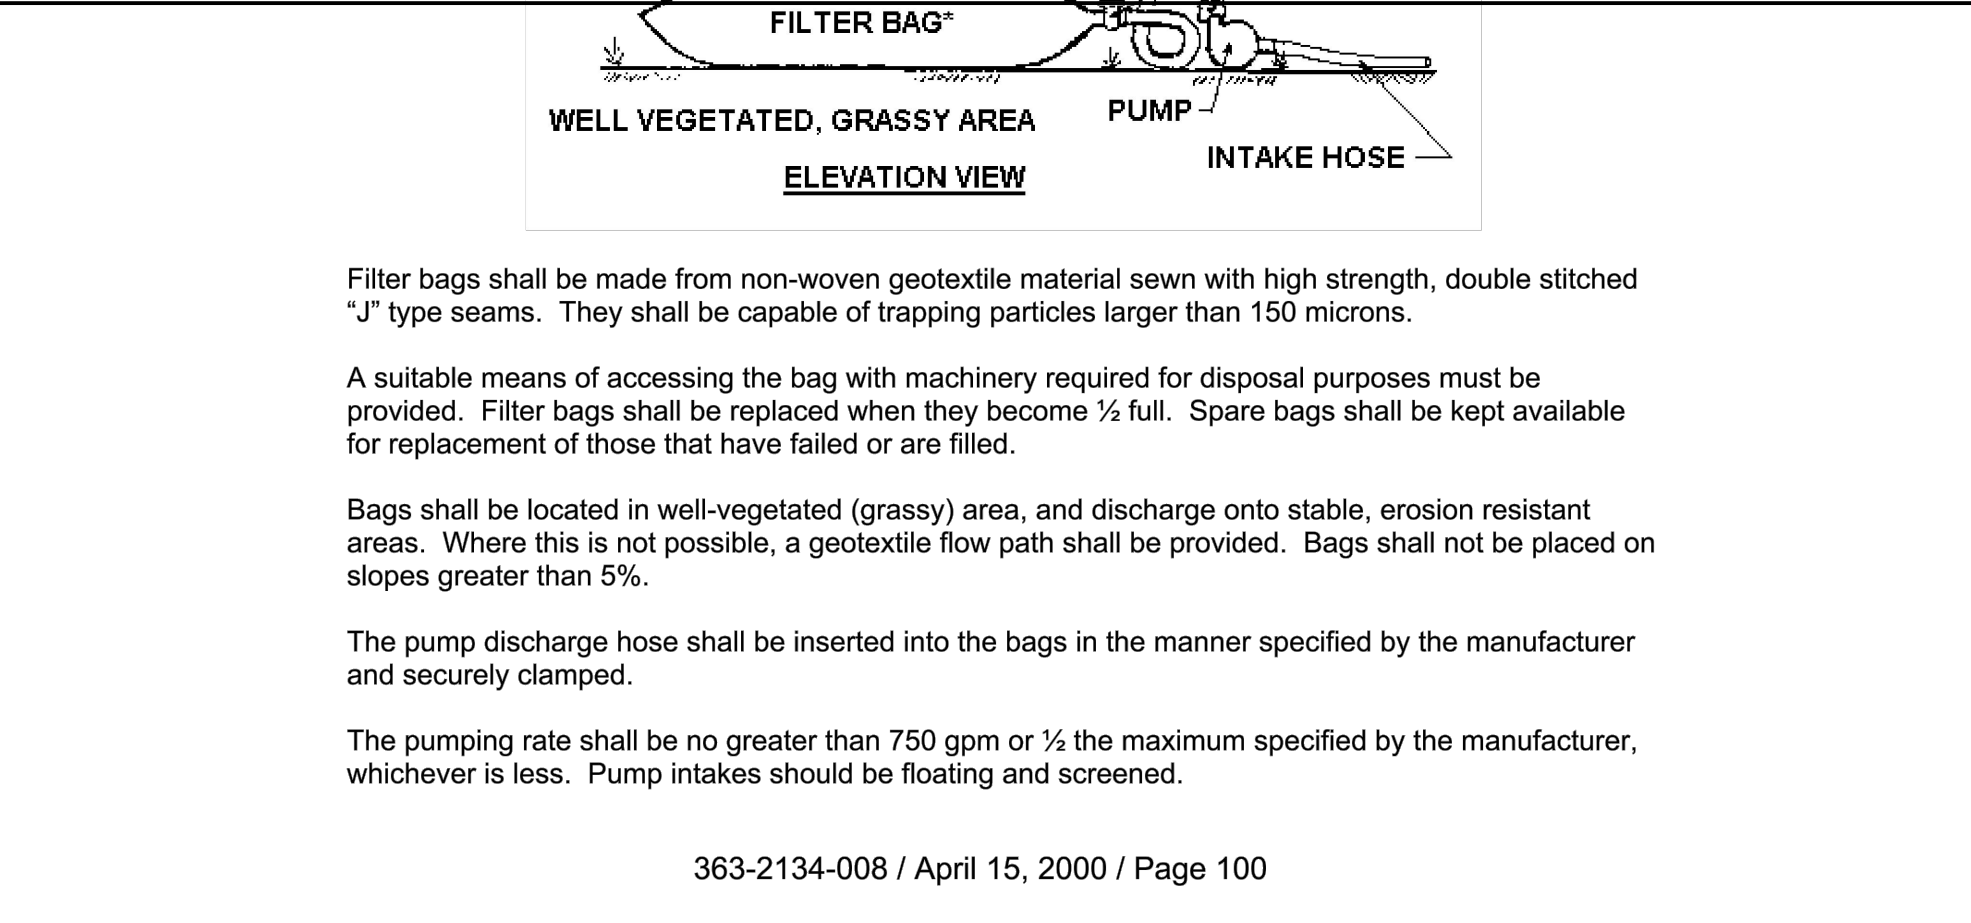 FILTER BAG*
WELL VEGETATED, GRASSY AREA
PUMP
INTAKE HOSE
ELEVATION VIEW
Filter bags shall be made from non-woven geotextile material sewn with high strength, double stitched
“J” type seams.  They shall be capable of trapping particles larger than 150 microns.
A suitable means of accessing the bag with machinery required for disposal purposes must be
provided.  Filter bags shall be replaced when they become ½ full.  Spare bags shall be kept available
for replacement of those that have failed or are filled.
Bags shall be located in well-vegetated (grassy) area, and discharge onto stable, erosion resistant
areas.  Where this is not possible, a geotextile flow path shall be provided.  Bags shall not be placed on
slopes greater than 5%.
The pump discharge hose shall be inserted into the bags in the manner specified by the manufacturer
and securely clamped.
The pumping rate shall be no greater than 750 gpm or ½ the maximum specified by the manufacturer,
whichever is less.  Pump intakes should be floating and screened.
363-2134-008 / April 15, 2000 / Page 100